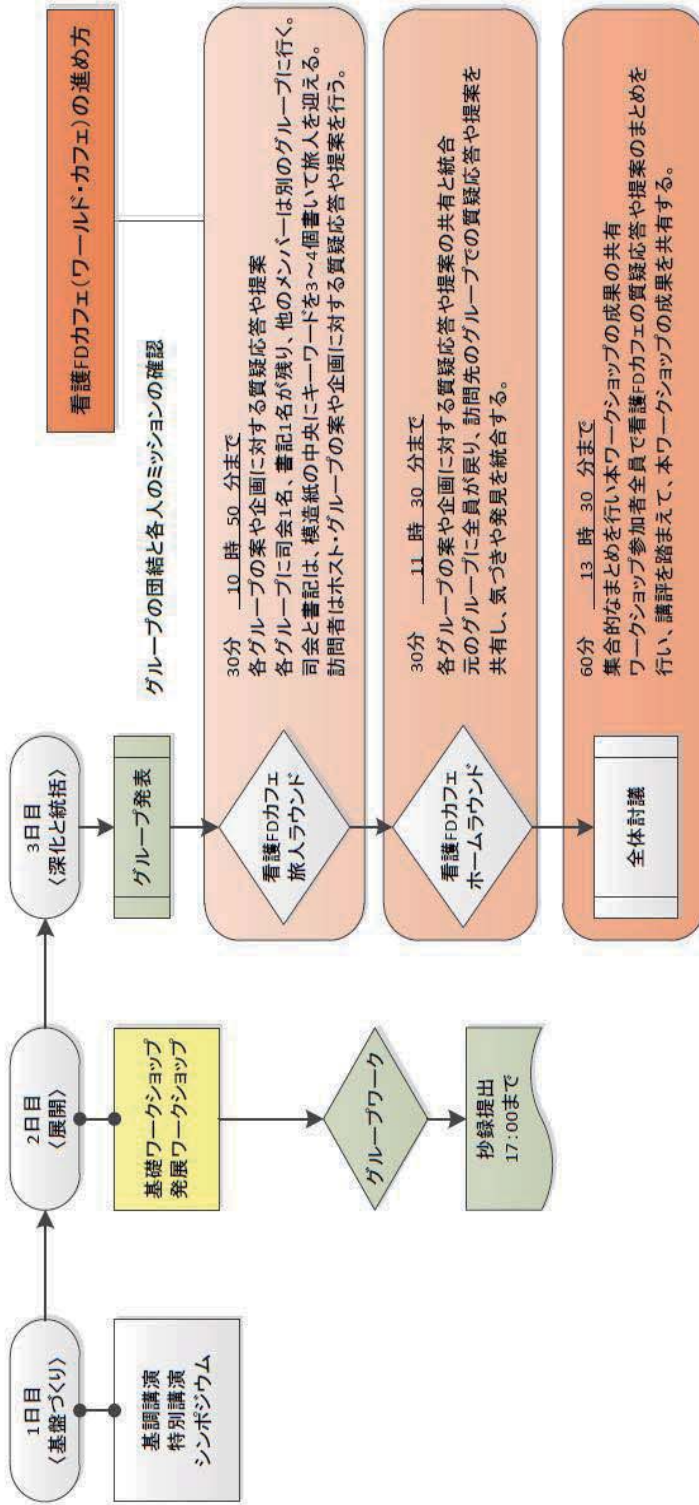 看護FDカフェ(ワールド・カフェ)の進め方
1日目
〈基盤づくり〉
基調講演
特別講演
シンポジウム
2日目
〈展開〉
基礎ワークショップ
発展ワークショップ
グループワーク
抄録提出
17:00まで
3日目
〈深化と統括〉
グループ発表
グループの団結と各人のミッションの確認
看護FDカフェ
旅人ラウンド
30分 10 時 50 分まで
各グループの案や企画に対する質疑応答や提案
各グループに司会1名、書記1名が残り、他のメンバーは別のグループに行く。
司会と書記は、模造紙の中央にキーワードを3~4個書いて旅人を迎える。
訪問者はホスト・グループの案や企画に対する質疑応答や提案を行う。
看護FDカフェ
ホームラウンド
30分 11 時 30 分まで
各グループの案や企画に対する質疑応答や提案の共有と統合
元のグループに全員が戻り、訪問先のグループでの質疑応答や提案を
共有し、気づきや発見を統合する。
全体討議
60分 13 時 30 分まで
集合的なまとめを行い本ワークショップの成果の共有
ワークショップ参加者全員で看護FDカフェの質疑応答や提案のまとめを
行い、講評を踏まえて、本ワークショップの成果を共有する。